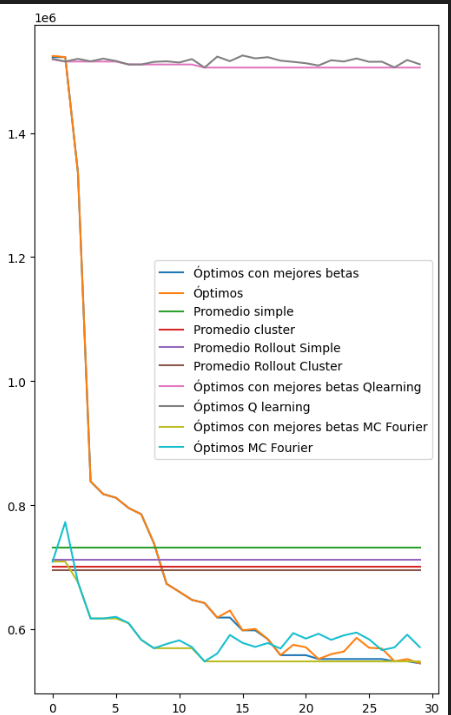 1e6
1.4
1.2
1.0
0.8
0.6
Óptimos con mejores betas
Óptimos
Promedio simple
Promedio cluster
Promedio Rollout Simple
Promedio Rollout Cluster
Óptimos con mejores betas Qlearning
Óptimos Q learning
Óptimos con mejores betas MC Fourier
Óptimos MC Fourier
0 5 10 15 20 25 30